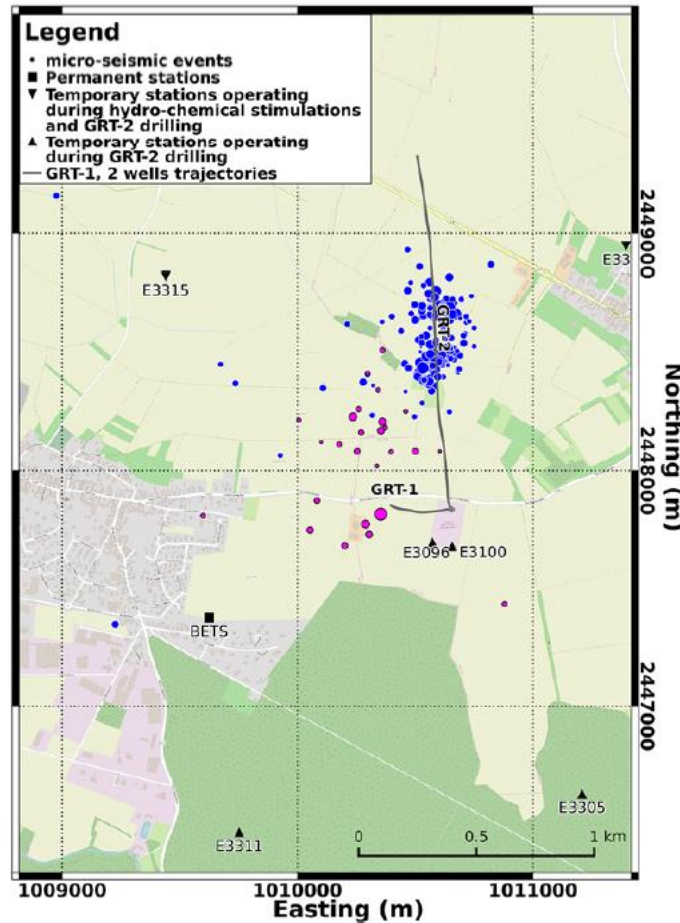 Legend
micro-seismic events
Permanent stations
Temporary stations operating
during hydro-chemical stimulations
and GRT-2 drilling
Temporary stations operating
during GRT-2 drilling
GRT-1, 2 wells trajectories
2449000
E33
E3315
GRT-2
Northing (m)
2448000
GRT-1
E3096
E3100
BETS
2447000
E3305
E3311
0 0.5 1 km
1009000 1010000 1011000
Easting (m)